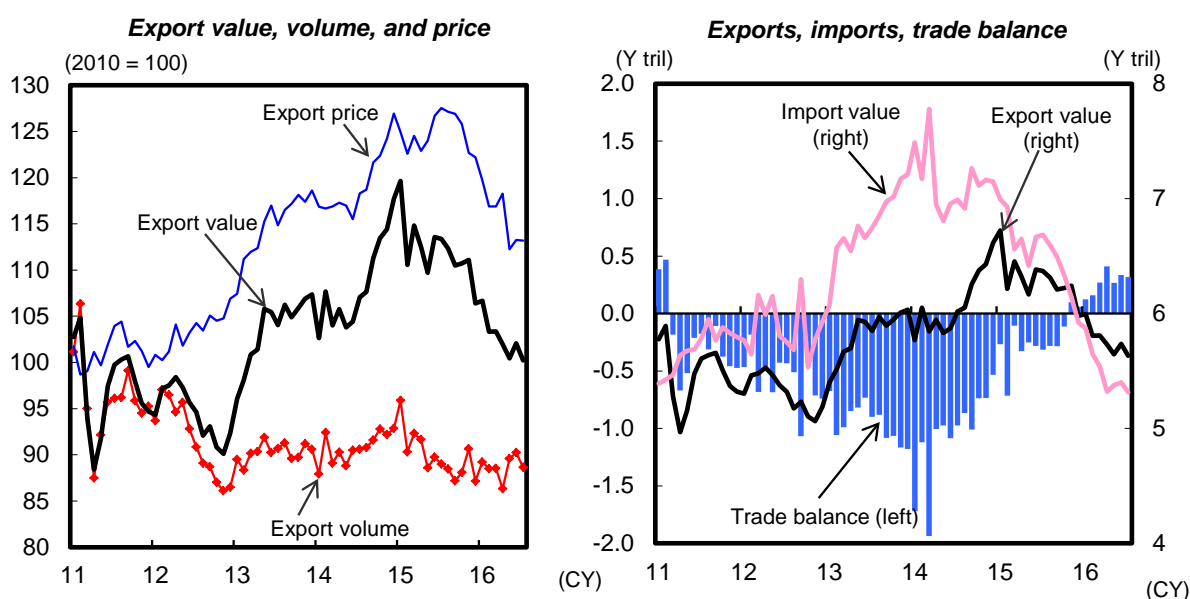 Export value, volume, and price
(2010 = 100)
130
125
120
115
110
105
100
95
90
85
80
Export price
Export value
Export volume
11 12 13 14 15 16
(CY)
Exports, imports, trade balance
(Y tril) (Y tril)
2.0
1.5
1.0
0.5
0.0
-0.5
-1.0
-1.5
-2.0
Import value
(right)
Export value
(right)
Trade balance (left)
8
7
6
5
4
11 12 13 14 15 16
(CY)